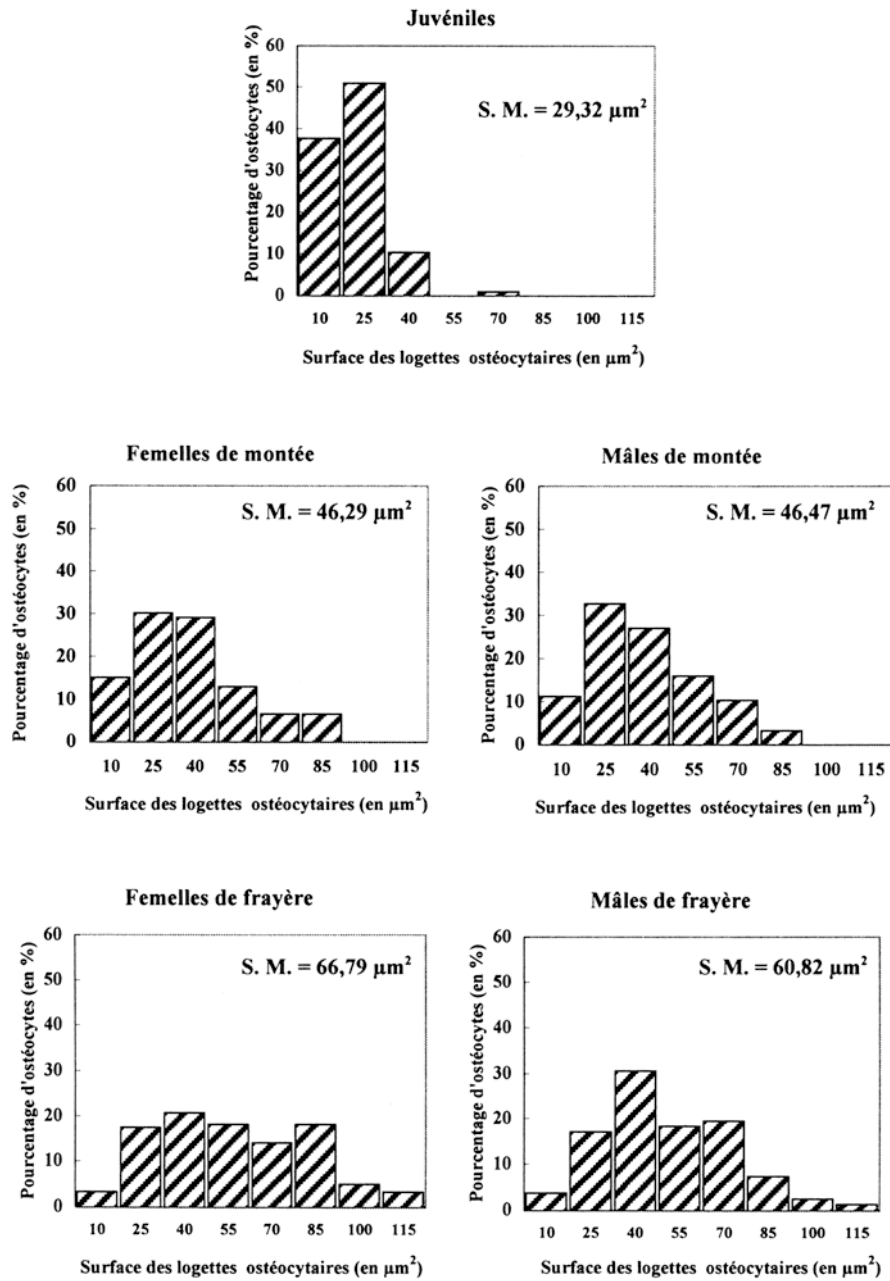 Juvéniles
Pourcentage d'ostéocytes (en %)
60
50
40
30
20
10
0
S. M. = 29,32 µm²
10 25 40 55 70 85 100 115
Surface des logettes ostéocytaires (en µm²)
Femelles de montée
Pourcentage d'ostéocytes (en %)
60
50
40
30
20
10
0
S. M. = 46,29 µm²
10 25 40 55 70 85 100 115
Surface des logettes ostéocytaires (en µm²)
Mâles de montée
Pourcentage d'ostéocytes (en %)
60
50
40
30
20
10
0
S. M. = 46,47 µm²
10 25 40 55 70 85 100 115
Surface des logettes ostéocytaires (en µm²)
Femelles de frayère
Pourcentage d'ostéocytes (en %)
60
50
40
30
20
10
0
S. M. = 66,79 µm²
10 25 40 55 70 85 100 115
Surface des logettes ostéocytaires (en µm²)
Mâles de frayère
Pourcentage d'ostéocytes (en %)
60
50
40
30
20
10
0
S. M. = 60,82 µm²
10 25 40 55 70 85 100 115
Surface des logettes ostéocytaires (en µm²)